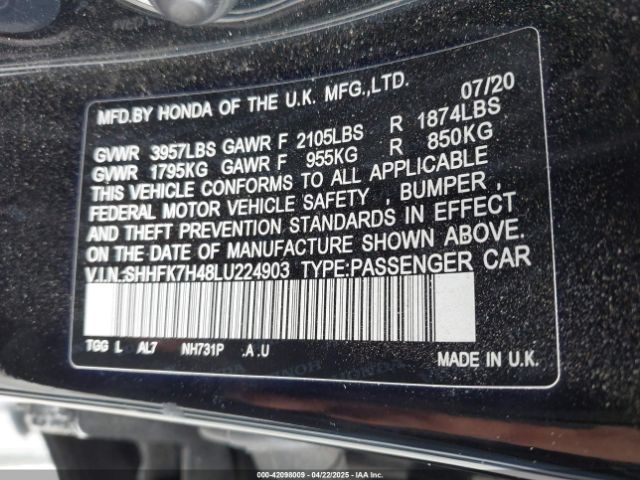 MFD.BY HONDA OF THE U.K. MFG.,LTD. 07/20
GVWR 3957LBS GAWR F 2105LBS R 1874LBS
GVWR 1795KG GAWR F 955KG R 850KG
THIS VEHICLE CONFORMS TO ALL APPLICABLE
FEDERAL MOTOR VEHICLE SAFETY , BUMPER ,
AND THEFT PREVENTION STANDARDS IN EFFECT
ON THE DATE OF MANUFACTURE SHOWN ABOVE.
V.I.N.:SHHFK7H48LU224903 TYPE:PASSENGER CAR
TGG L AL7 NH731P .A .U
MADE IN U.K.
000-42098009 - 04/22/2025 - IAA Inc.